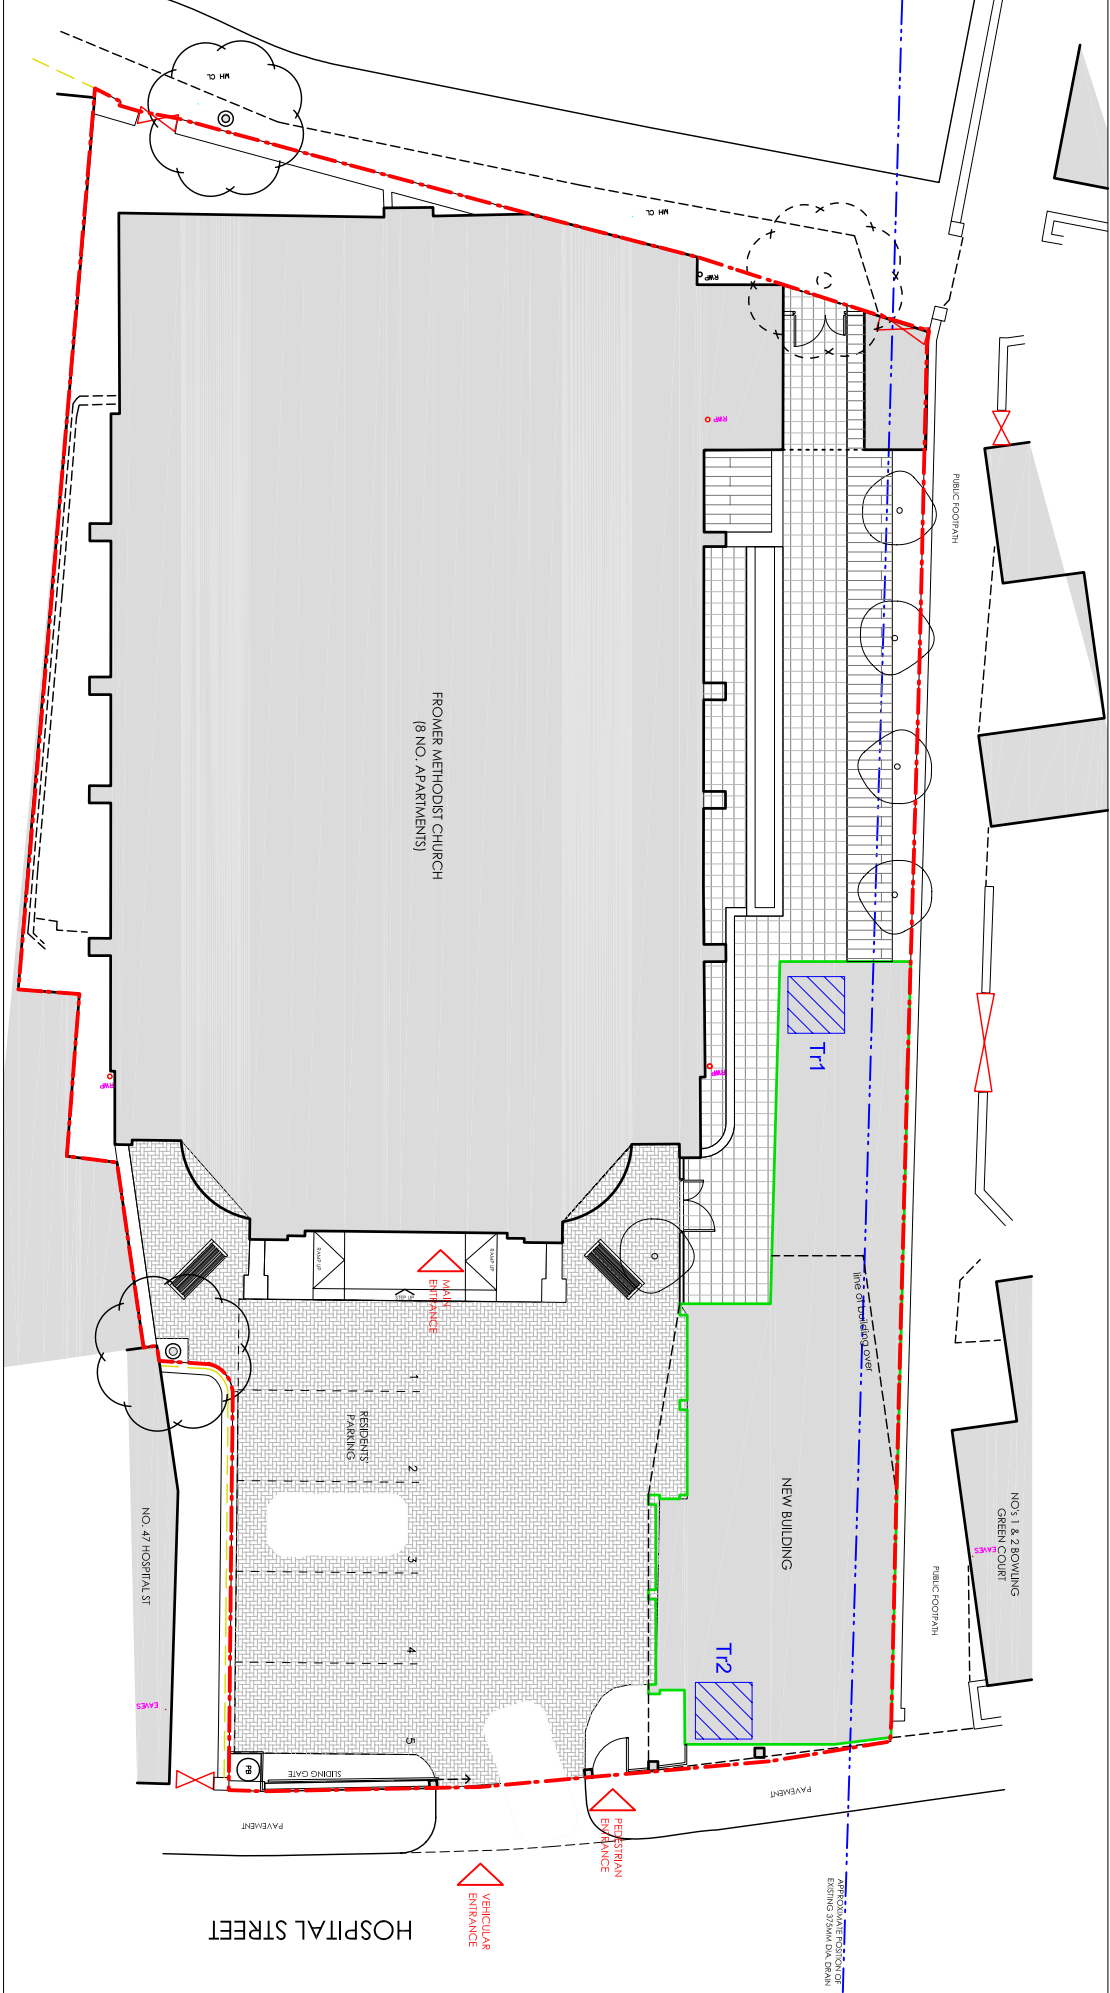 MH CL
MH CL
RWP
RWP
PUBLIC FOOTPATH
FROMER METHODIST CHURCH
(8 NO. APARTMENTS)
Tr1
RWP
RWP
RAMP UP
RAMP UP
STEP UP
MAIN
ENTRANCE
line of building over
1
RESIDENTS'
PARKING
2
3
4
5
NEW BUILDING
NO's 1 & 2 BOWLING
GREEN COURT
EAVES
PUBLIC FOOTPATH
NO. 47 HOSPITAL ST
EAVES
Tr2
PB
SLIDING GATE
PAVEMENT
PAVEMENT
PEDESTRIAN
ENTRANCE
VEHICULAR
ENTRANCE
HOSPITAL STREET
APPROXIMATE POSITION OF
EXISTING 375MM DIA. DRAIN